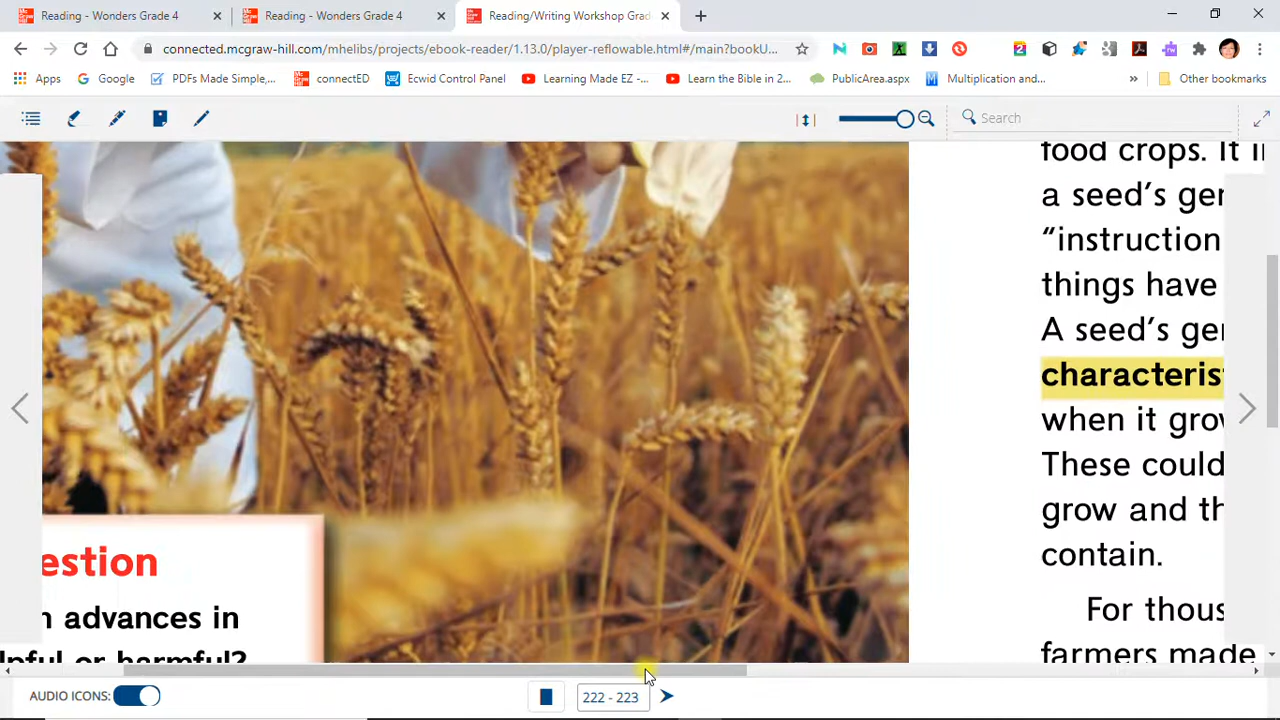 Reading - Wonders Grade 4
Reading - Wonders Grade 4
Reading/Writing Workshop Grad
connected.mcgraw-hill.com/mhelibs/projects/ebook-reader/1.13.0/player-reflowable.html#/main?bookU...
Apps
Google
PDFs Made Simple,...
connectED
Ecwid Control Panel
Learning Made EZ -...
Learn the Bible in 2...
PublicArea.aspx
Multiplication and...
»
Other bookmarks
Search
food crops. It i
a seed's ger
"instruction
things have
A seed's ger
characteris
when it grov
These could
grow and th
contain.
For thous
farmers made
estion
n advances in
lpful or harmful?
AUDIO ICONS:
222 - 223